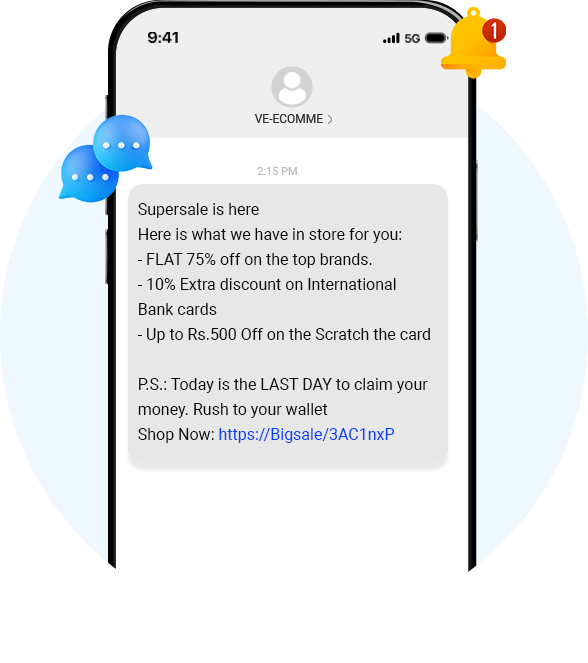 9:41
5G
1
VE-ECOMME
2:15 PM
Supersale is here
Here is what we have in store for you:
- FLAT 75% off on the top brands.
- 10% Extra discount on International
Bank cards
- Up to Rs.500 Off on the Scratch the card
P.S.: Today is the LAST DAY to claim your
money. Rush to your wallet
Shop Now: https://Bigsale/3AC1nxP